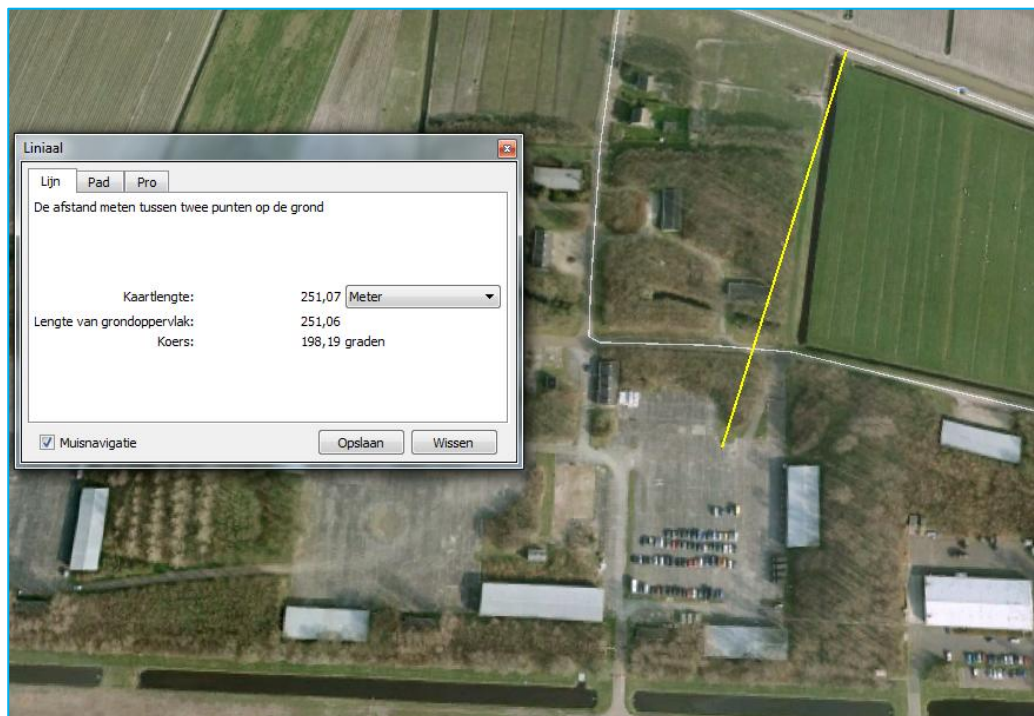 Liniaal
Lijn Pad Pro
De afstand meten tussen twee punten op de grond
Kaartlengte: 251,07 Meter
Lengte van grondoppervlak: 251,06
Koers: 198,19 graden
Muisnavigatie Opslaan Wissen